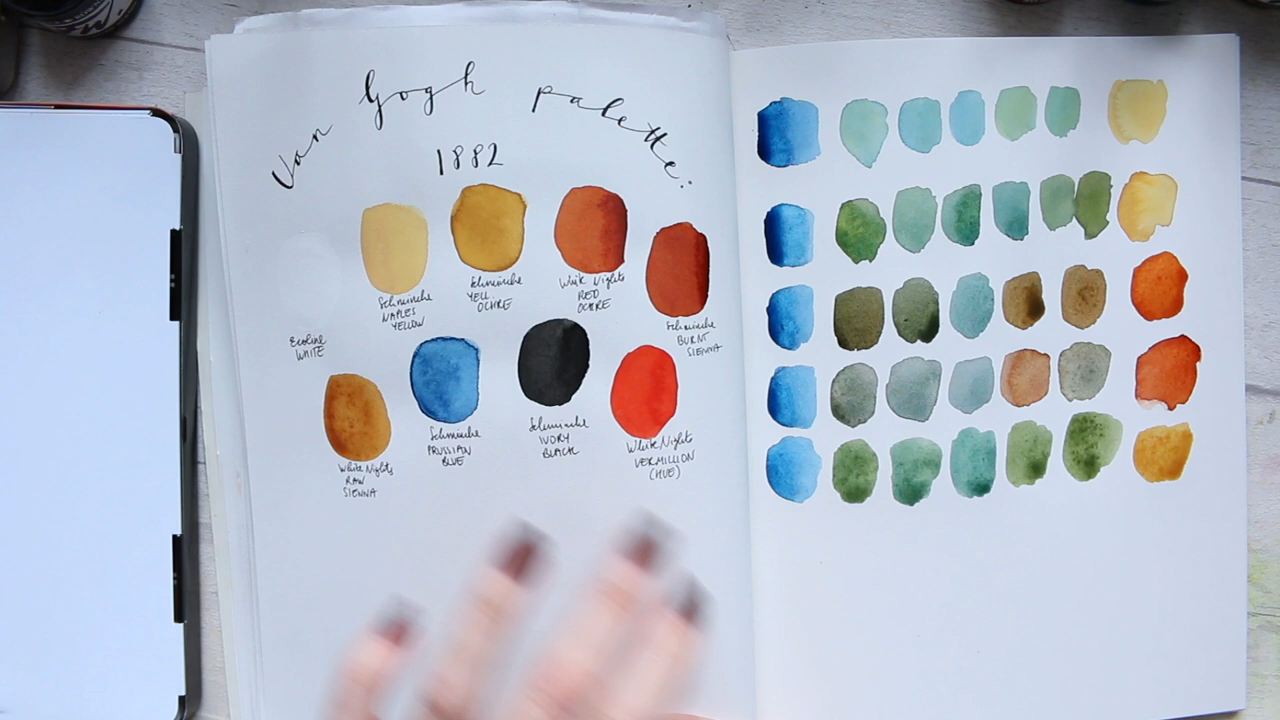 Van Gogh palette:
1882
Schmincke
NAPLES
YELLOW
Schmincke
YELL
OCHRE
White Nights
RED
OCHRE
Schmincke
BURNT
SIENNA
Ecoline
WHITE
White Nights
RAW
SIENNA
Schmincke
PRUSSIAN
BLUE
Schmincke
IVORY
BLACK
White Nights
VERMILLION
(HUE)